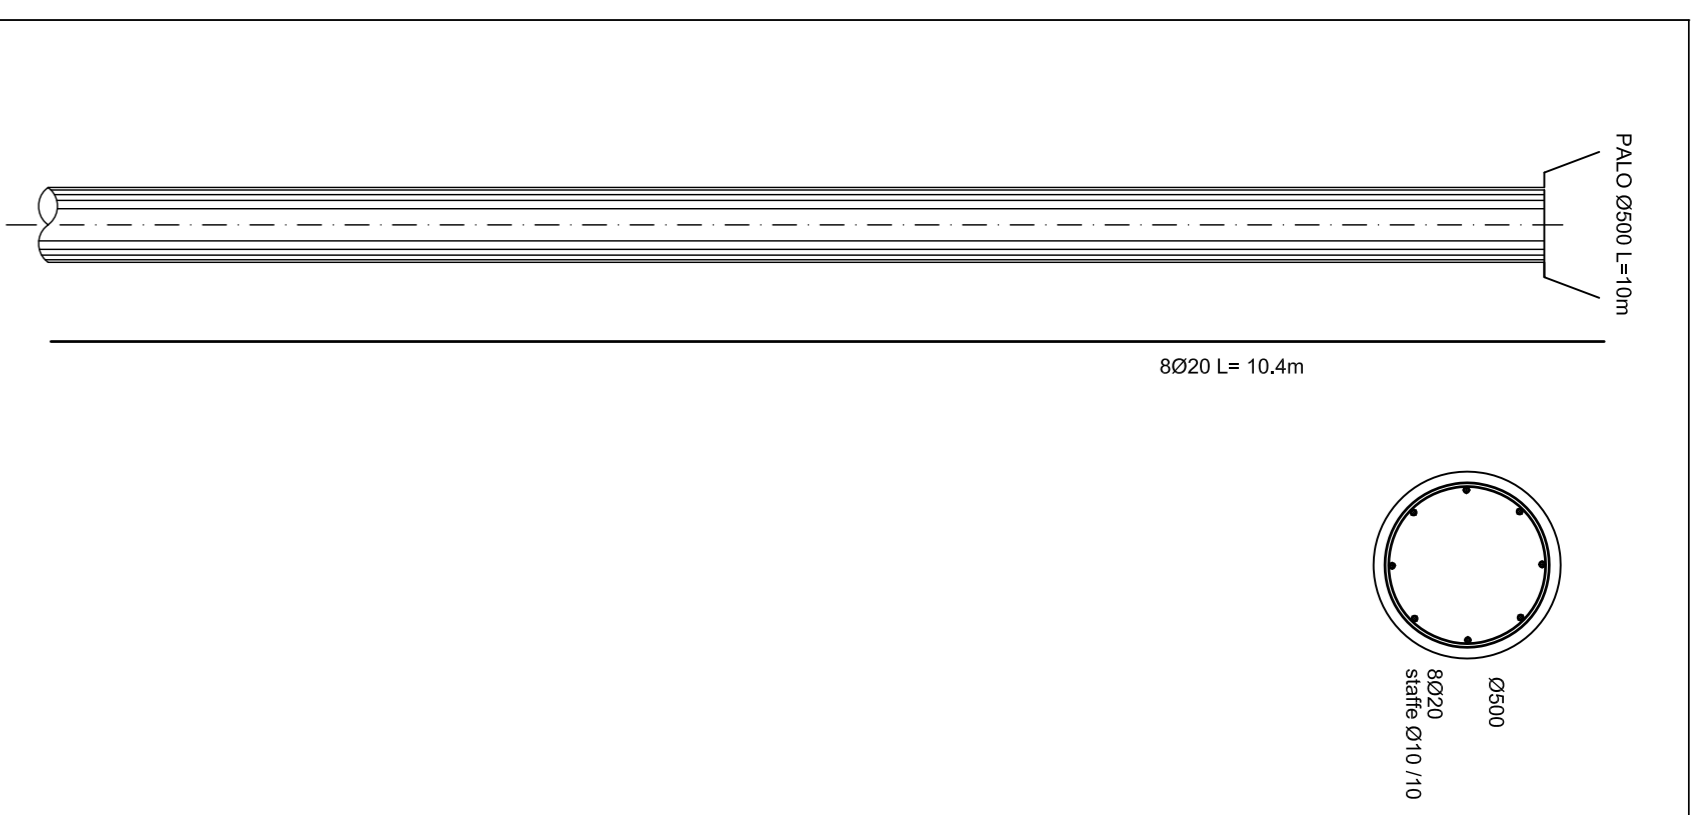 PALO Ø500 L=10m
8Ø20 L= 10.4m
Ø500
8Ø20
staffe Ø10 /10